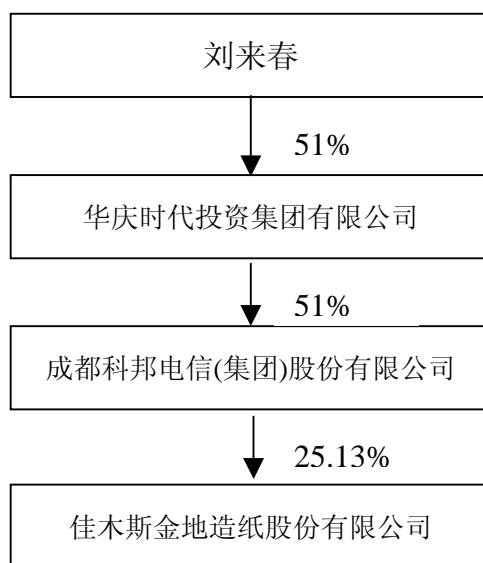 刘来春
51%
华庆时代投资集团有限公司
51%
成都科邦电信(集团)股份有限公司
25.13%
佳木斯金地造纸股份有限公司